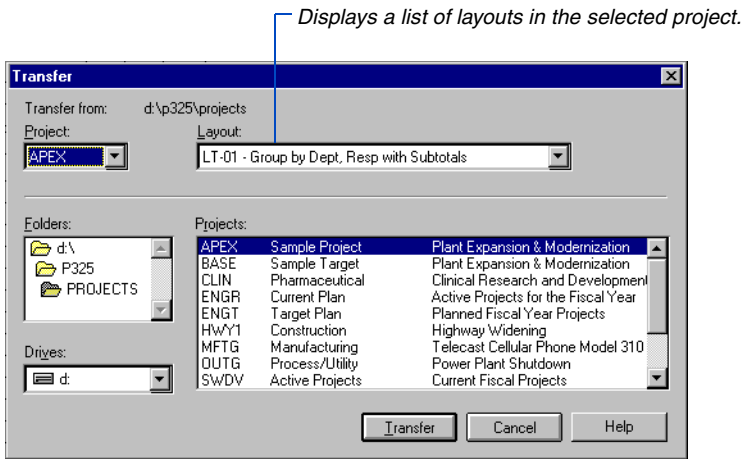 Displays a list of layouts in the selected project.
Transfer
Transfer from: d:\p325\projects
Project: Layout:
APEX LT-01 - Group by Dept, Resp with Subtotals
Folders: Projects:
d:\
P325
PROJECTS
APEX Sample Project Plant Expansion & Modernization
BASE Sample Target Plant Expansion & Modernization
CLIN Pharmaceutical Clinical Research and Development
ENGR Current Plan Active Projects for the Fiscal Year
ENGT Target Plan Planned Fiscal Year Projects
HWY1 Construction Highway Widening
MFTG Manufacturing Telecast Cellular Phone Model 310
OUTG Process/Utility Power Plant Shutdown
SWDV Active Projects Current Fiscal Projects
Drives:
d:
Transfer Cancel Help